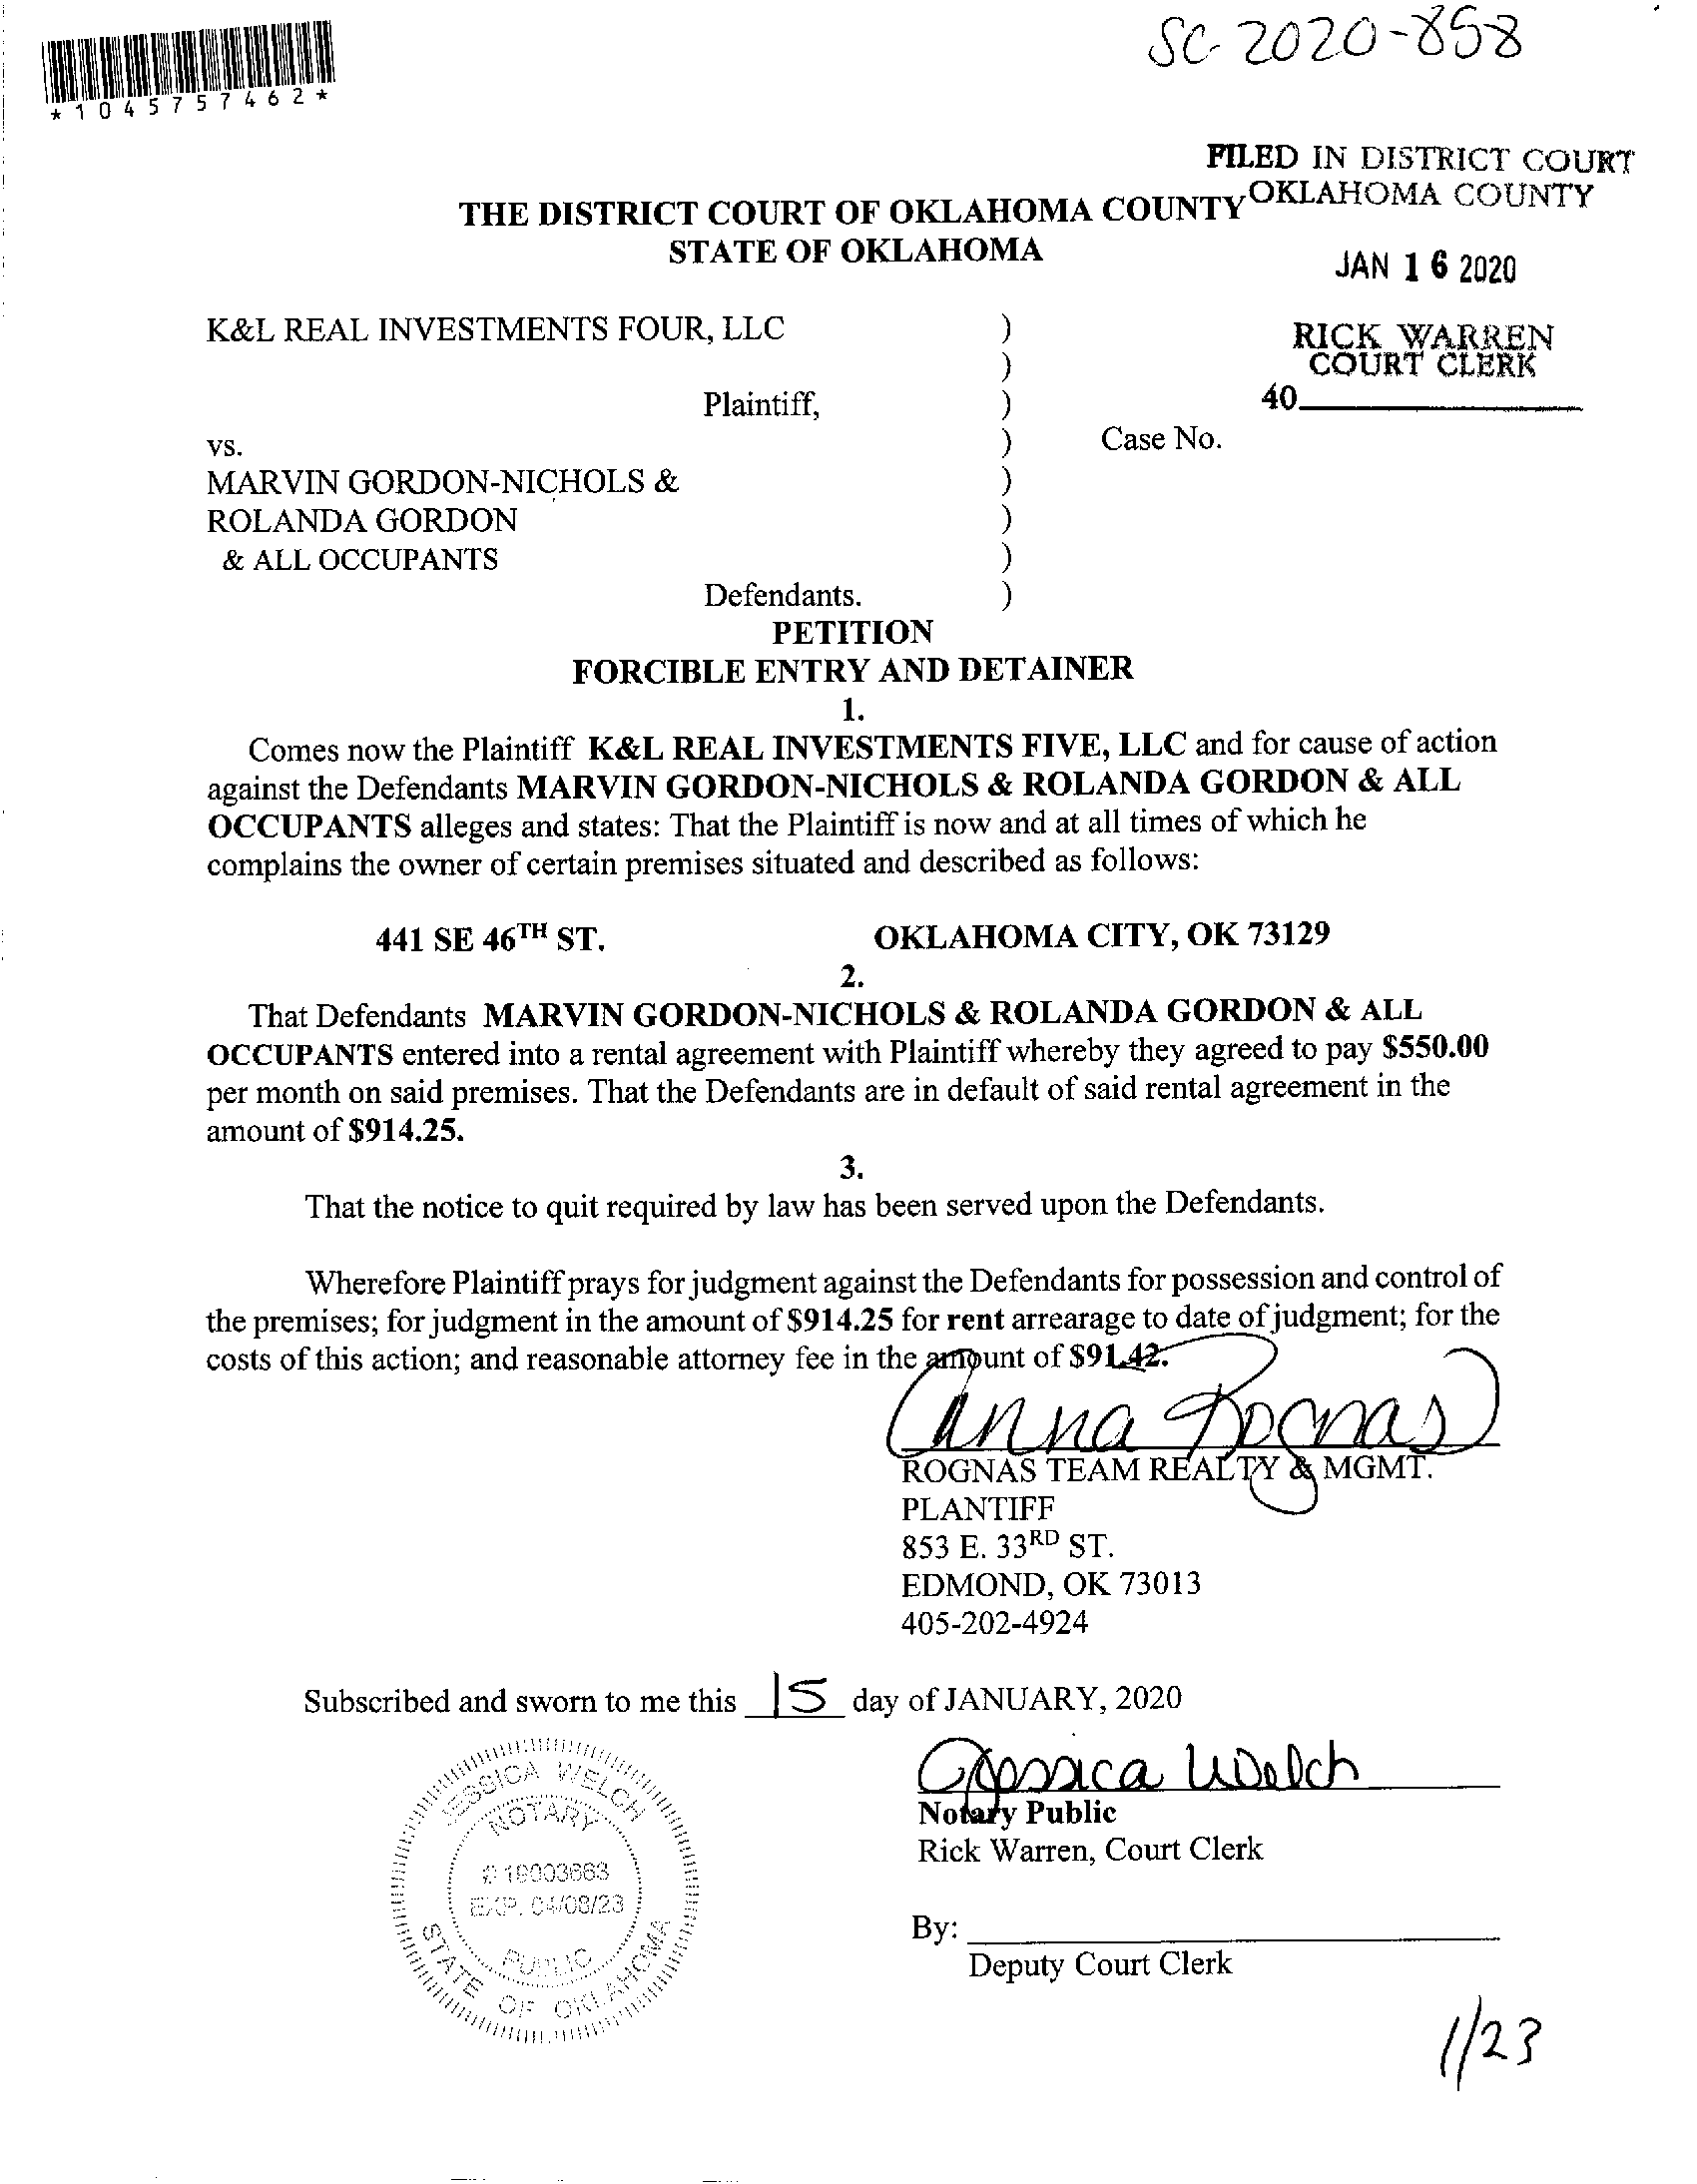 SC-2020-858
*1045757462*
FILED IN DISTRICT COURT
OKLAHOMA COUNTY
THE DISTRICT COURT OF OKLAHOMA COUNTY
STATE OF OKLAHOMA
JAN 16 2020
K&L REAL INVESTMENTS FOUR, LLC )
RICK WARREN
COURT CLERK
)
Plaintiff, )
40
vs. ) Case No.
MARVIN GORDON-NICHOLS & )
ROLANDA GORDON )
& ALL OCCUPANTS )
Defendants. )
PETITION
FORCIBLE ENTRY AND DETAINER
1.
Comes now the Plaintiff K&L REAL INVESTMENTS FIVE, LLC and for cause of action
against the Defendants MARVIN GORDON-NICHOLS & ROLANDA GORDON & ALL
OCCUPANTS alleges and states: That the Plaintiff is now and at all times of which he
complains the owner of certain premises situated and described as follows:
441 SE 46TH ST. OKLAHOMA CITY, OK 73129
2.
That Defendants MARVIN GORDON-NICHOLS & ROLANDA GORDON & ALL
OCCUPANTS entered into a rental agreement with Plaintiff whereby they agreed to pay $550.00
per month on said premises. That the Defendants are in default of said rental agreement in the
amount of $914.25.
3.
That the notice to quit required by law has been served upon the Defendants.
Wherefore Plaintiff prays for judgment against the Defendants for possession and control of
the premises; for judgment in the amount of $914.25 for rent arrearage to date of judgment; for the
costs of this action; and reasonable attorney fee in the amount of $91.42.
Anna Rognas
ROGNAS TEAM REALTY & MGMT.
PLANTIFF
853 E. 33RD ST.
EDMOND, OK 73013
405-202-4924
Subscribed and sworn to me this 15 day of JANUARY, 2020
Jessica Welch
Notary Public
Rick Warren, Court Clerk
By:
Deputy Court Clerk
JESSICA WELCH
NOTARY
# 19003663
EXP. 04/08/23
PUBLIC
STATE OF OKLAHOMA
1/23